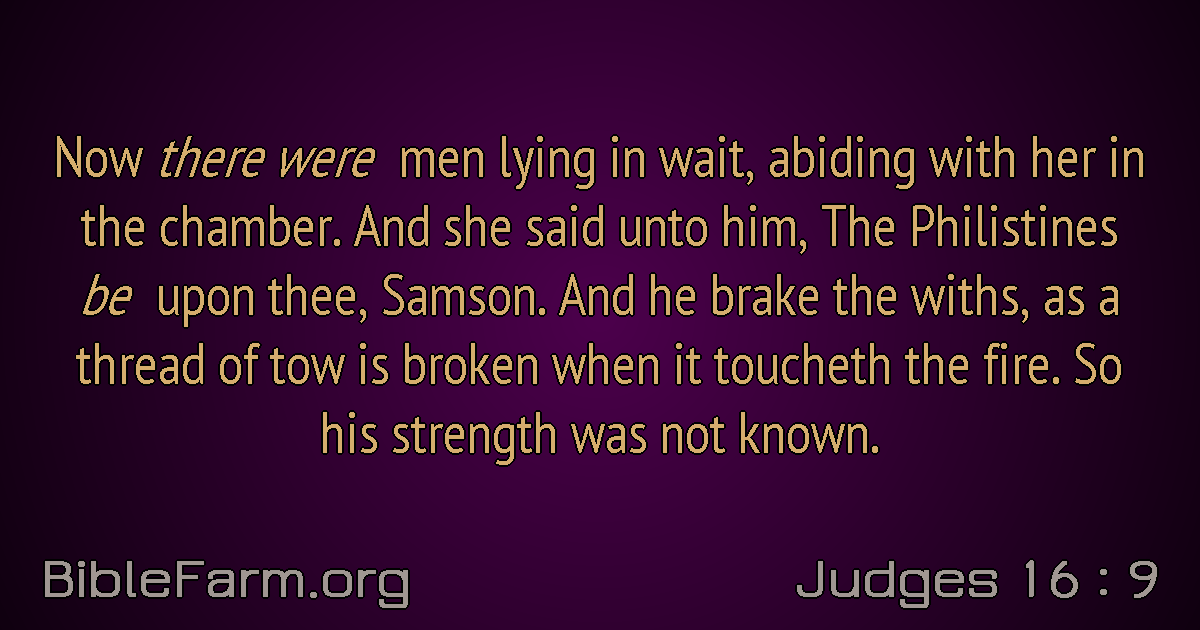 Now there were men lying in wait, abiding with her in
the chamber. And she said unto him, The Philistines
be upon thee, Samson. And he brake the withs, as a
thread of tow is broken when it toucheth the fire. So
his strength was not known.
BibleFarm.org
Judges 16 : 9